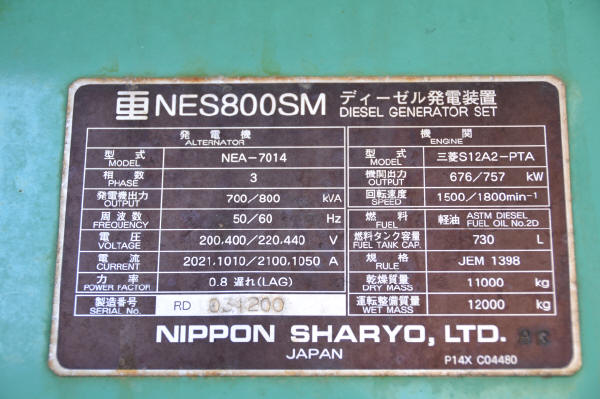 NES800SM ディーゼル発電装置
DIESEL GENERATOR SET
発電機
ALTERNATOR
型式 NEA-7014
MODEL
相数 3
PHASE
発電機出力 700/800 kVA
OUTPUT
周波数 50/60 Hz
FREQUENCY
電圧 200,400/220,440 V
VOLTAGE
電流 2021,1010/2100,1050 A
CURRENT
力率 0.8 遅れ(LAG)
POWER FACTOR
製造番号 RD 031200
SERIAL No.
機関
ENGINE
型式 三菱S12A2-PTA
MODEL
機関出力 676/757 kW
OUTPUT
回転速度 1500/1800min-1
SPEED
燃料 軽油 ASTM DIESEL
FUEL FUEL OIL No.2D
燃料タンク容量 730 L
FUEL TANK CAP.
規格 JEM 1398
RULE
乾燥質量 11000 kg
DRY MASS
運転整備質量 12000 kg
WET MASS
NIPPON SHARYO, LTD.
JAPAN
P14X C04480